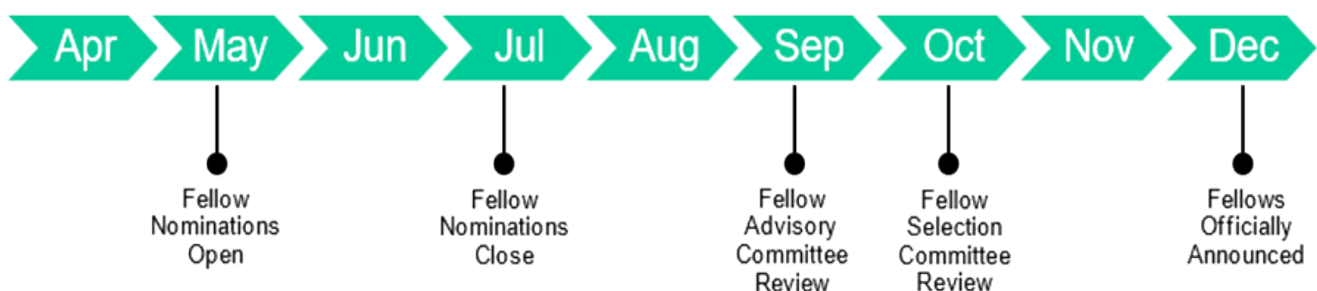 Apr May Jun Jul Aug Sep Oct Nov Dec
Fellow
Nominations
Open
Fellow
Nominations
Close
Fellow
Advisory
Committee
Review
Fellow
Selection
Committee
Review
Fellows
Officially
Announced